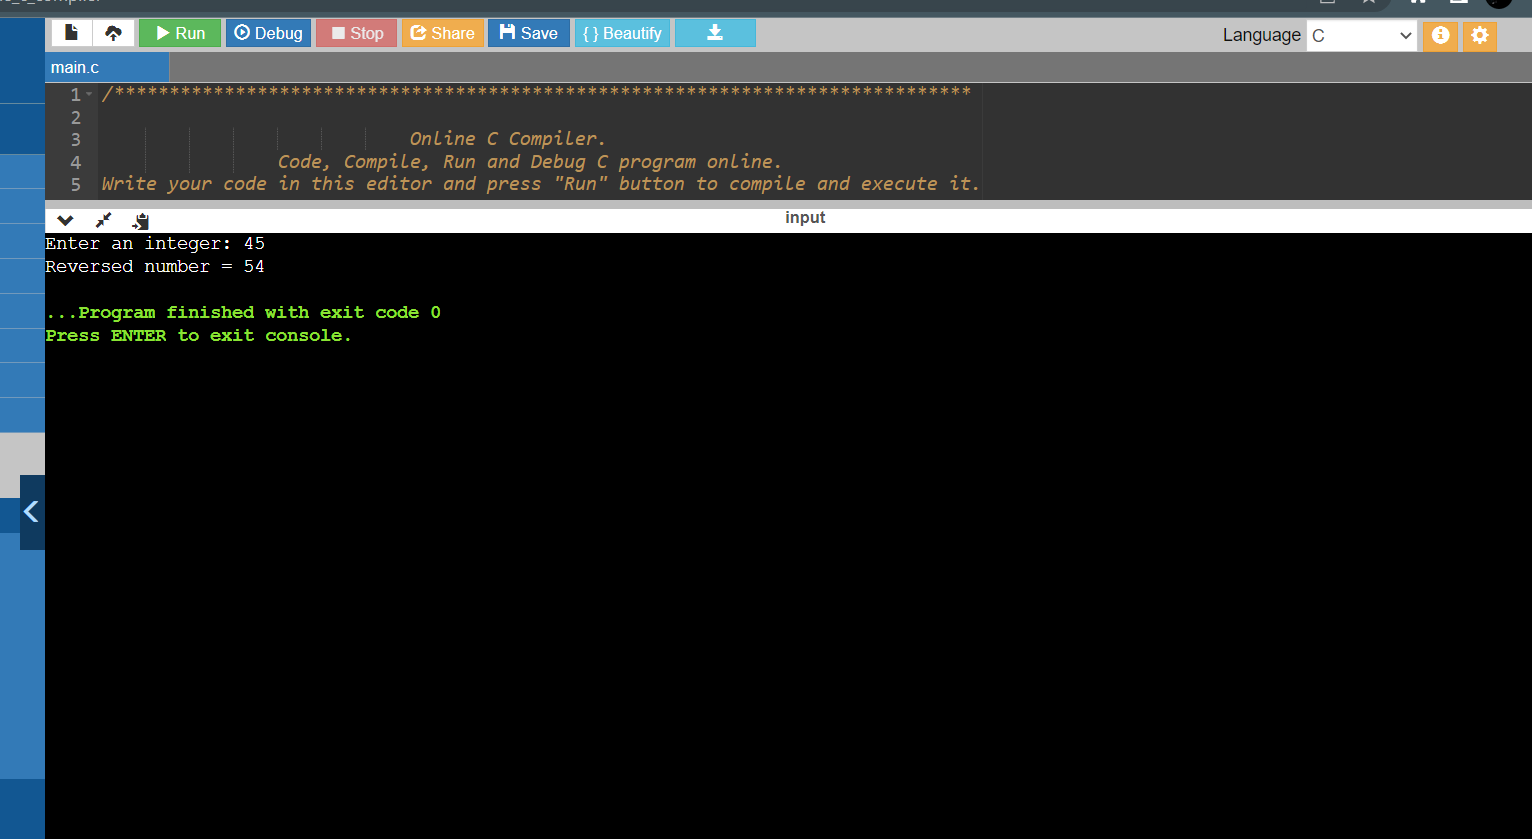 Run Debug Stop Share Save { } Beautify Language C
main.c
1 /******************************************************************************
2
3 Online C Compiler.
4 Code, Compile, Run and Debug C program online.
5 Write your code in this editor and press "Run" button to compile and execute it.
input
Enter an integer: 45
Reversed number = 54
...Program finished with exit code 0
Press ENTER to exit console.